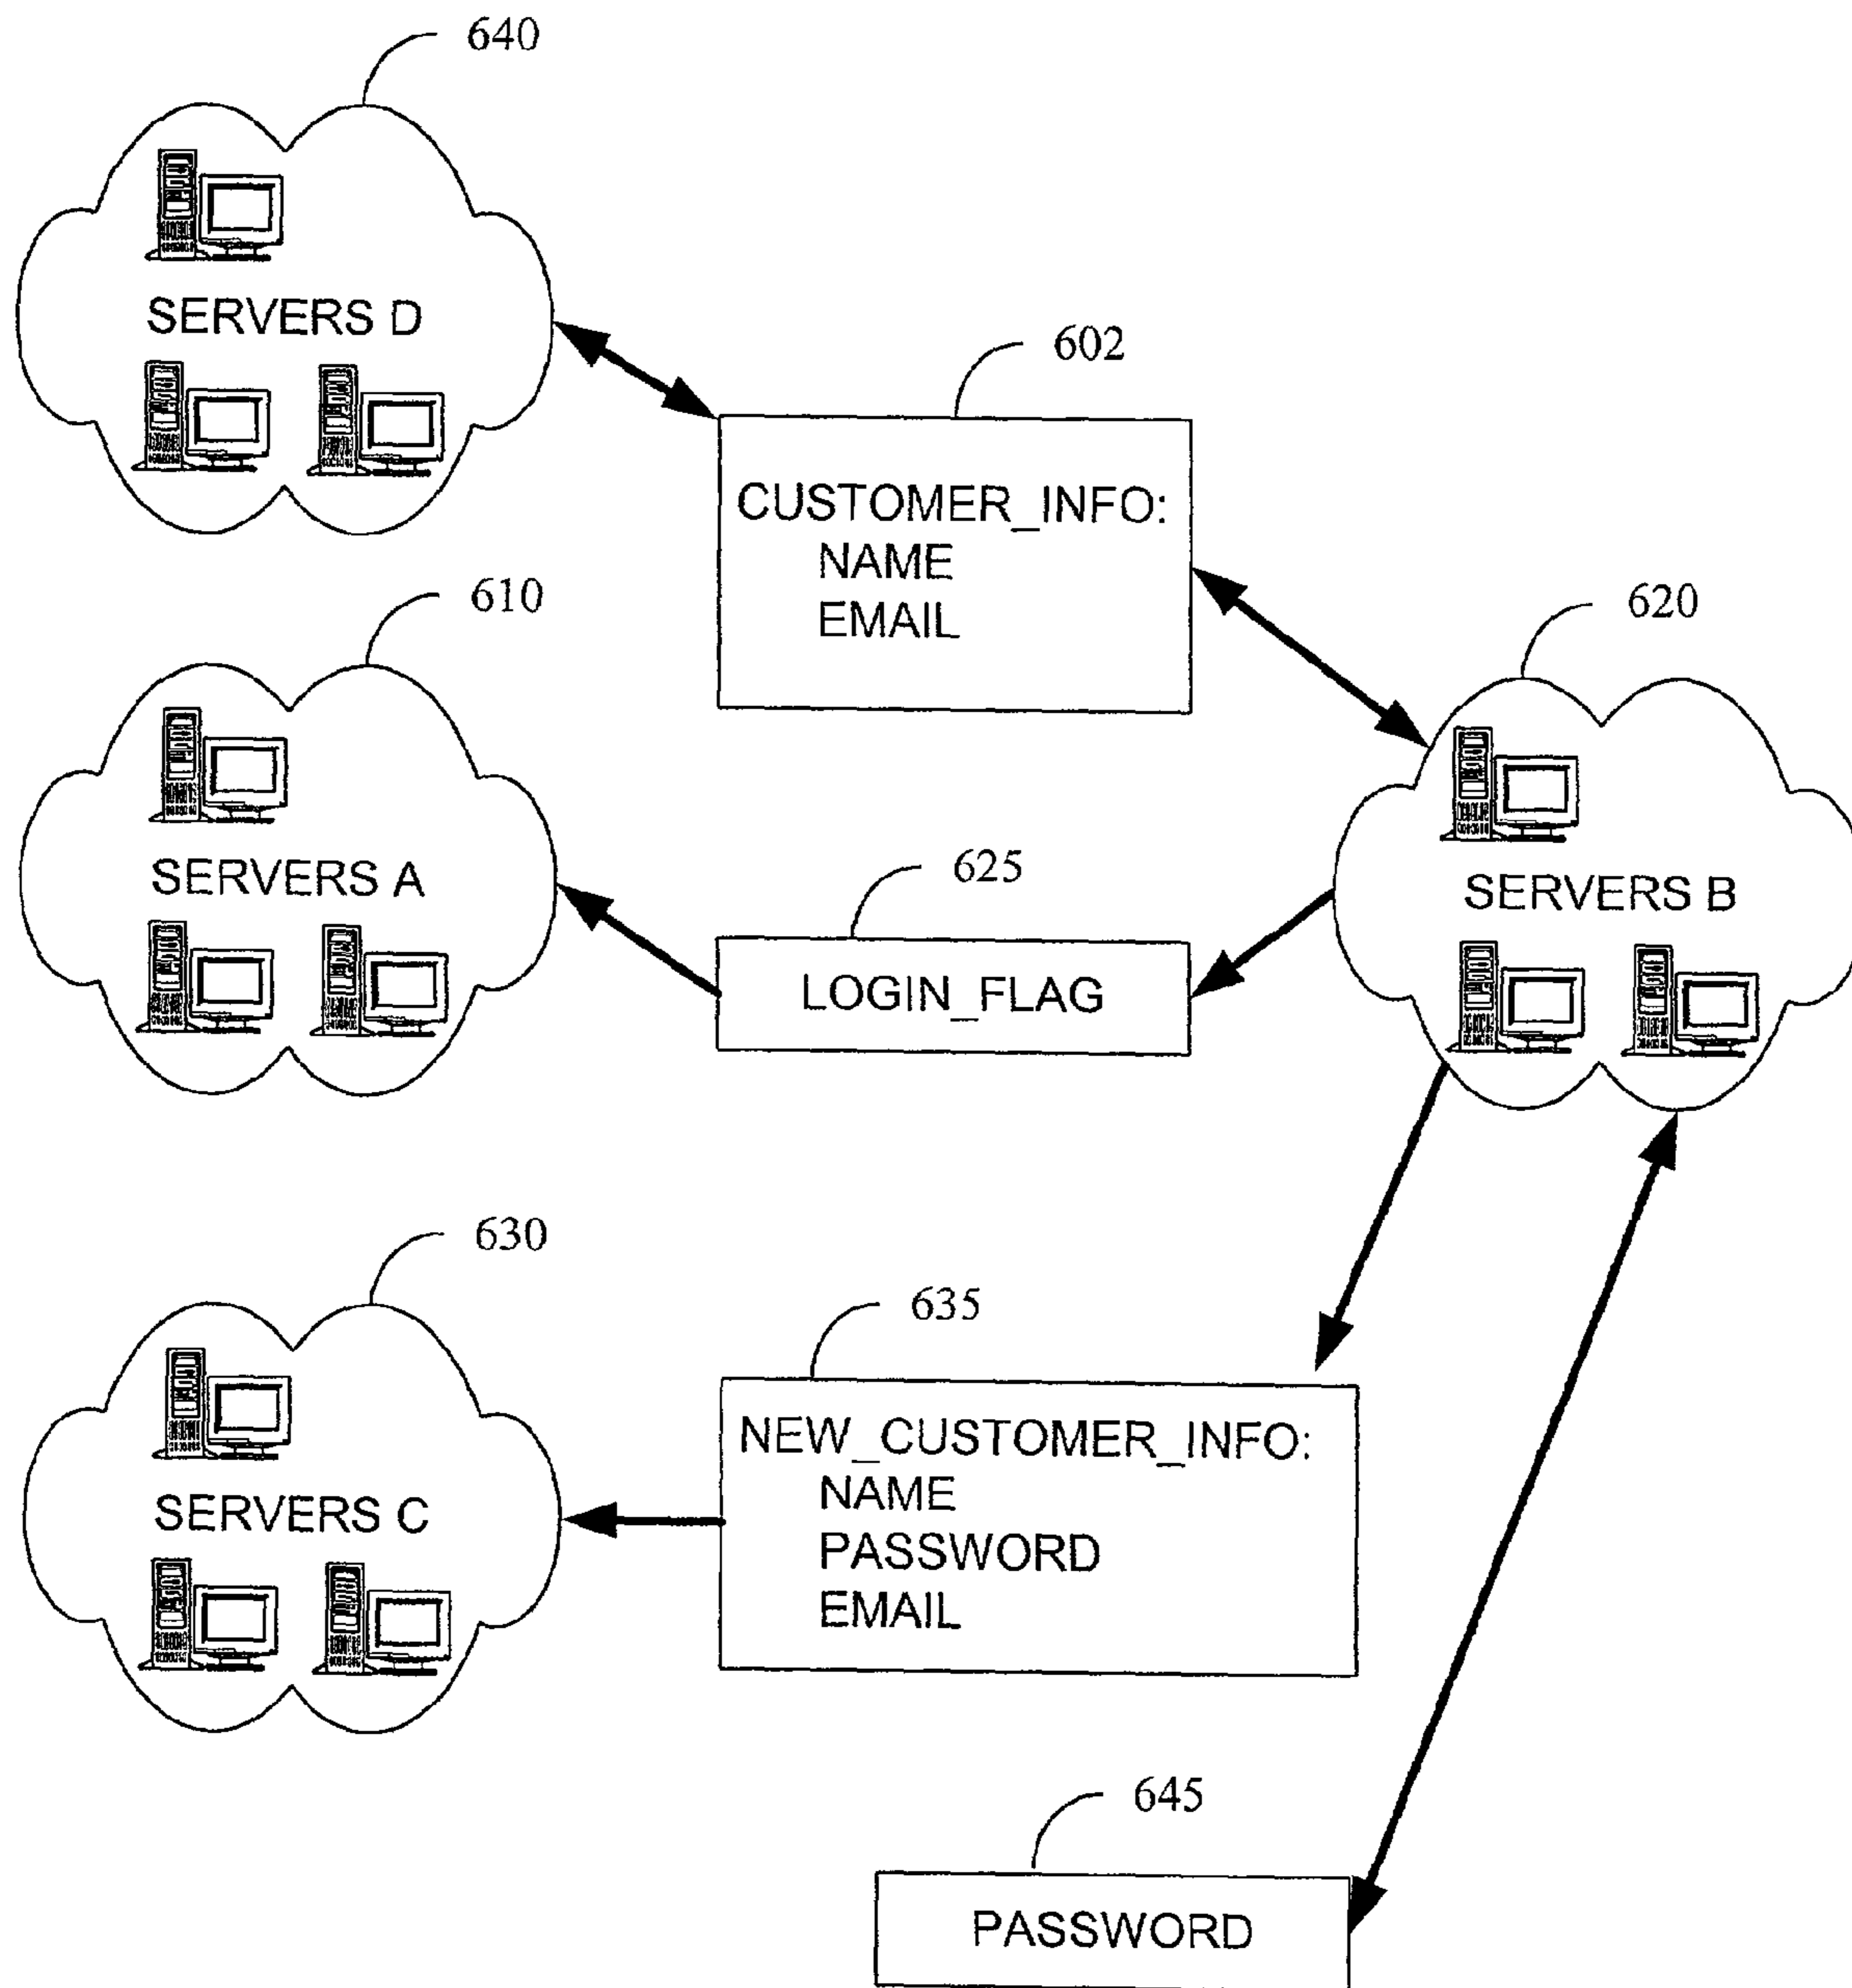 640
SERVERS D
602
CUSTOMER_INFO:
NAME
EMAIL
610
620
SERVERS A
625
SERVERS B
LOGIN_FLAG
630
635
NEW_CUSTOMER_INFO:
NAME
PASSWORD
EMAIL
SERVERS C
645
PASSWORD